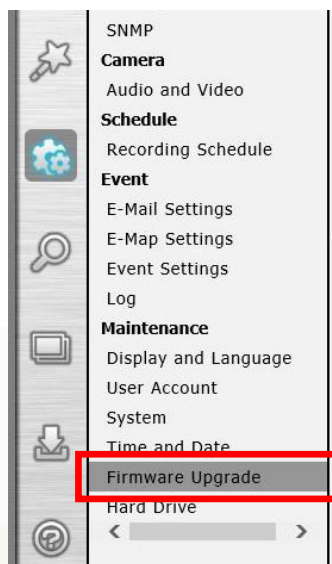 SNMP
Camera
Audio and Video
Schedule
Recording Schedule
Event
E-Mail Settings
E-Map Settings
Event Settings
Log
Maintenance
Display and Language
User Account
System
Time and Date
Firmware Upgrade
Hard Drive